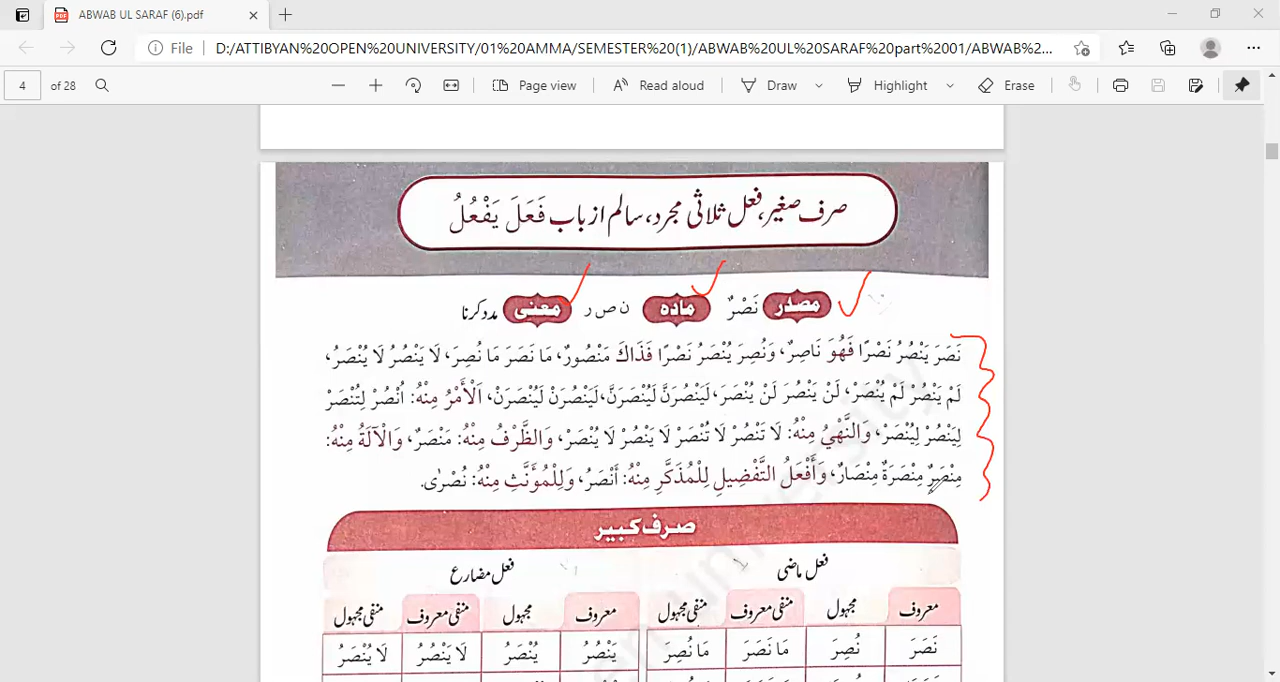 ABWAB UL SARAF (6).pdf
File D:/ATTIBYAN%20OPEN%20UNIVERSITY/01%20AMMA/SEMESTER%20(1)/ABWAB%20UL%20SARAF%20part%2001/ABWAB%2...
4 of 28 Page view Read aloud Draw Highlight Erase
صرف صغیر، فعل ثلاثی مجرد، سالم از باب فَعَلَ يَفْعُلُ
مصدر نَصْرٌ مادہ ن ص ر معنی مدد کرنا
نَصَرَ يَنْصُرُ نَصْرًا فَهُوَ نَاصِرٌ، وَنُصِرَ يُنْصَرُ نَصْرًا فَذَاكَ مَنْصُورٌ، مَا نَصَرَ مَا نُصِرَ، لَا يَنْصُرُ لَا يُنْصَرُ،
لَمْ يَنْصُرْ لَمْ يُنْصَرْ، لَنْ يَنْصُرَ لَنْ يُنْصَرَ، لَيَنْصُرَنَّ لَيُنْصَرَنَّ، لَيَنْصُرَنْ لَيُنْصَرَنْ، اَلْأَمْرُ مِنْهُ: اُنْصُرْ لِتُنْصَرْ
لِيَنْصُرْ لِيُنْصَرْ، وَالنَّهْيُ مِنْهُ: لَا تَنْصُرْ لَا تُنْصَرْ لَا يَنْصُرْ لَا يُنْصَرْ، وَالظَّرْفُ مِنْهُ: مَنْصَرٌ، وَالْآلَةُ مِنْهُ:
مِنْصَرٌ مِنْصَرَةٌ مِنْصَارٌ، وَأَفْعَلُ التَّفْضِيلِ لِلْمُذَكَّرِ مِنْهُ: أَنْصَرُ، وَلِلْمُؤَنَّثِ مِنْهُ: نُصْرٰى.
صرف کبیر
فعل ماضی فعل مضارع
معروف مجہول منفی معروف منفی مجہول معروف مجہول منفی معروف منفی مجہول
نَصَرَ نُصِرَ مَا نَصَرَ مَا نُصِرَ يَنْصُرُ يُنْصَرُ لَا يَنْصُرُ لَا يُنْصَرُ